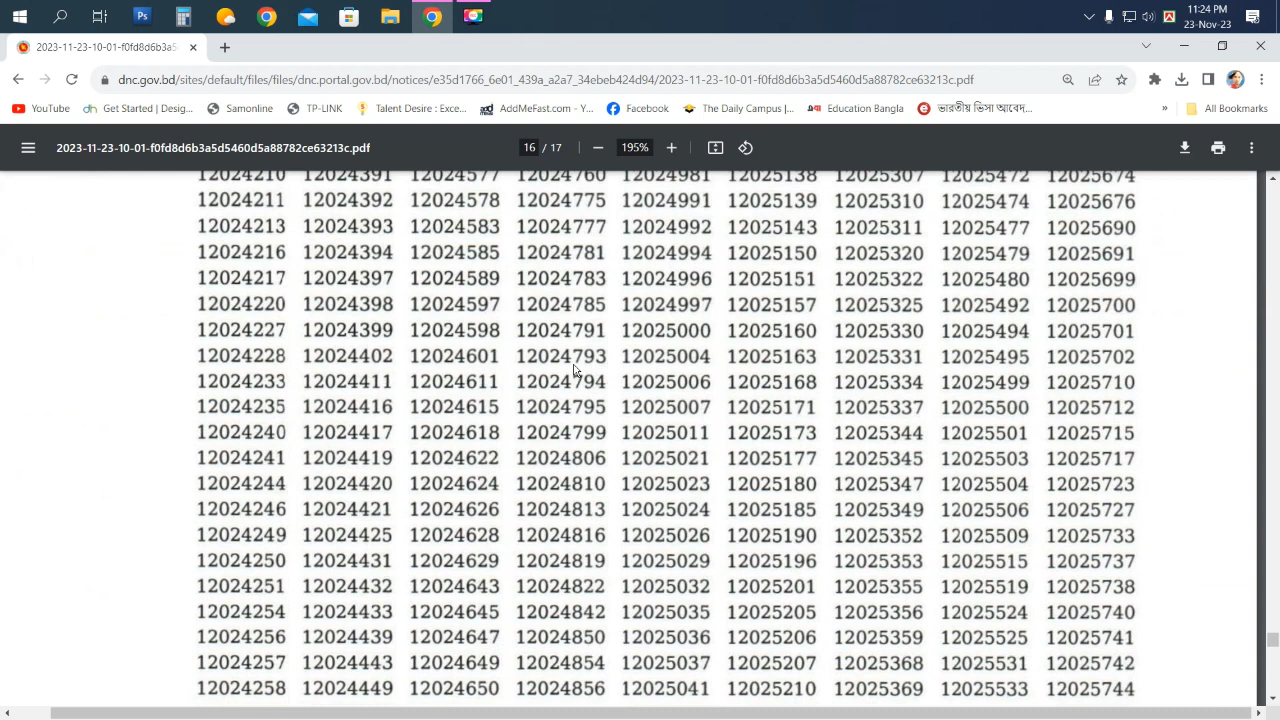 11:24 PM
23-Nov-23
2023-11-23-10-01-f0fd8d6b3a5
dnc.gov.bd/sites/default/files/files/dnc.portal.gov.bd/notices/e35d1766_6e01_439a_a2a7_34ebeb424d94/2023-11-23-10-01-f0fd8d6b3a5d5460d5a88782ce63213c.pdf
YouTube Get Started | Desig... Samonline TP-LINK Talent Desire : Exce... AddMeFast.com - Y... Facebook The Daily Campus |... Education Bangla ভারতীয় ভিসা আবেদ... » All Bookmarks
2023-11-23-10-01-f0fd8d6b3a5d5460d5a88782ce63213c.pdf 16 / 17 195%
12024210 12024391 12024577 12024760 12024981 12025138 12025307 12025472 12025674
12024211 12024392 12024578 12024775 12024991 12025139 12025310 12025474 12025676
12024213 12024393 12024583 12024777 12024992 12025143 12025311 12025477 12025690
12024216 12024394 12024585 12024781 12024994 12025150 12025320 12025479 12025691
12024217 12024397 12024589 12024783 12024996 12025151 12025322 12025480 12025699
12024220 12024398 12024597 12024785 12024997 12025157 12025325 12025492 12025700
12024227 12024399 12024598 12024791 12025000 12025160 12025330 12025494 12025701
12024228 12024402 12024601 12024793 12025004 12025163 12025331 12025495 12025702
12024233 12024411 12024611 12024794 12025006 12025168 12025334 12025499 12025710
12024235 12024416 12024615 12024795 12025007 12025171 12025337 12025500 12025712
12024240 12024417 12024618 12024799 12025011 12025173 12025344 12025501 12025715
12024241 12024419 12024622 12024806 12025021 12025177 12025345 12025503 12025717
12024244 12024420 12024624 12024810 12025023 12025180 12025347 12025504 12025723
12024246 12024421 12024626 12024813 12025024 12025185 12025349 12025506 12025727
12024249 12024425 12024628 12024816 12025026 12025190 12025352 12025509 12025733
12024250 12024431 12024629 12024819 12025029 12025196 12025353 12025515 12025737
12024251 12024432 12024643 12024822 12025032 12025201 12025355 12025519 12025738
12024254 12024433 12024645 12024842 12025035 12025205 12025356 12025524 12025740
12024256 12024439 12024647 12024850 12025036 12025206 12025359 12025525 12025741
12024257 12024443 12024649 12024854 12025037 12025207 12025368 12025531 12025742
12024258 12024449 12024650 12024856 12025041 12025210 12025369 12025533 12025744